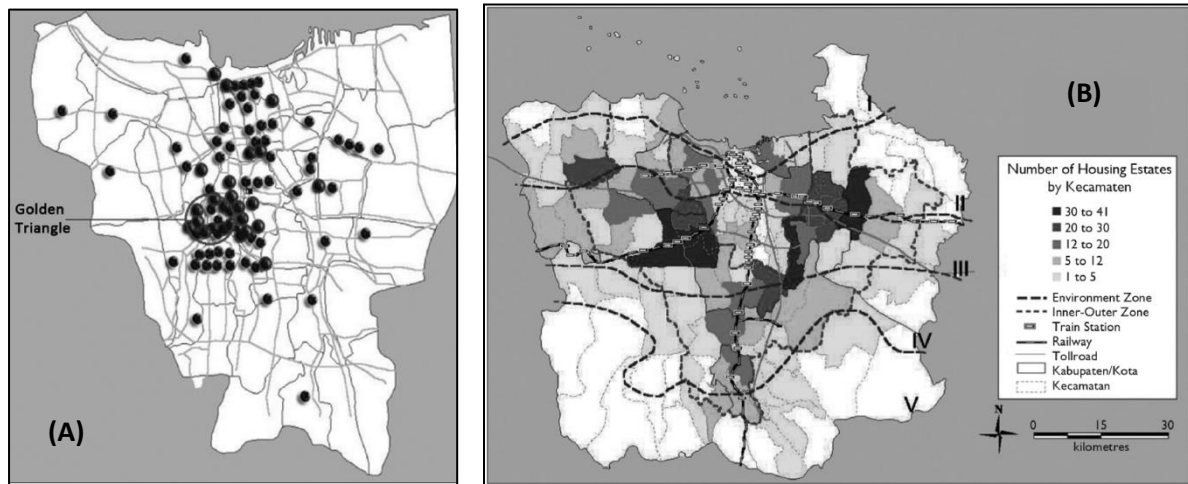 Golden
Triangle
(A)
(B)
I
II
III
IV
V
Number of Housing Estates
by Kecamaten
30 to 41
20 to 30
12 to 20
5 to 12
1 to 5
Environment Zone
Inner-Outer Zone
Train Station
Railway
Tollroad
Kabupaten/Kota
Kecamatan
N
0 15 30
kilometres